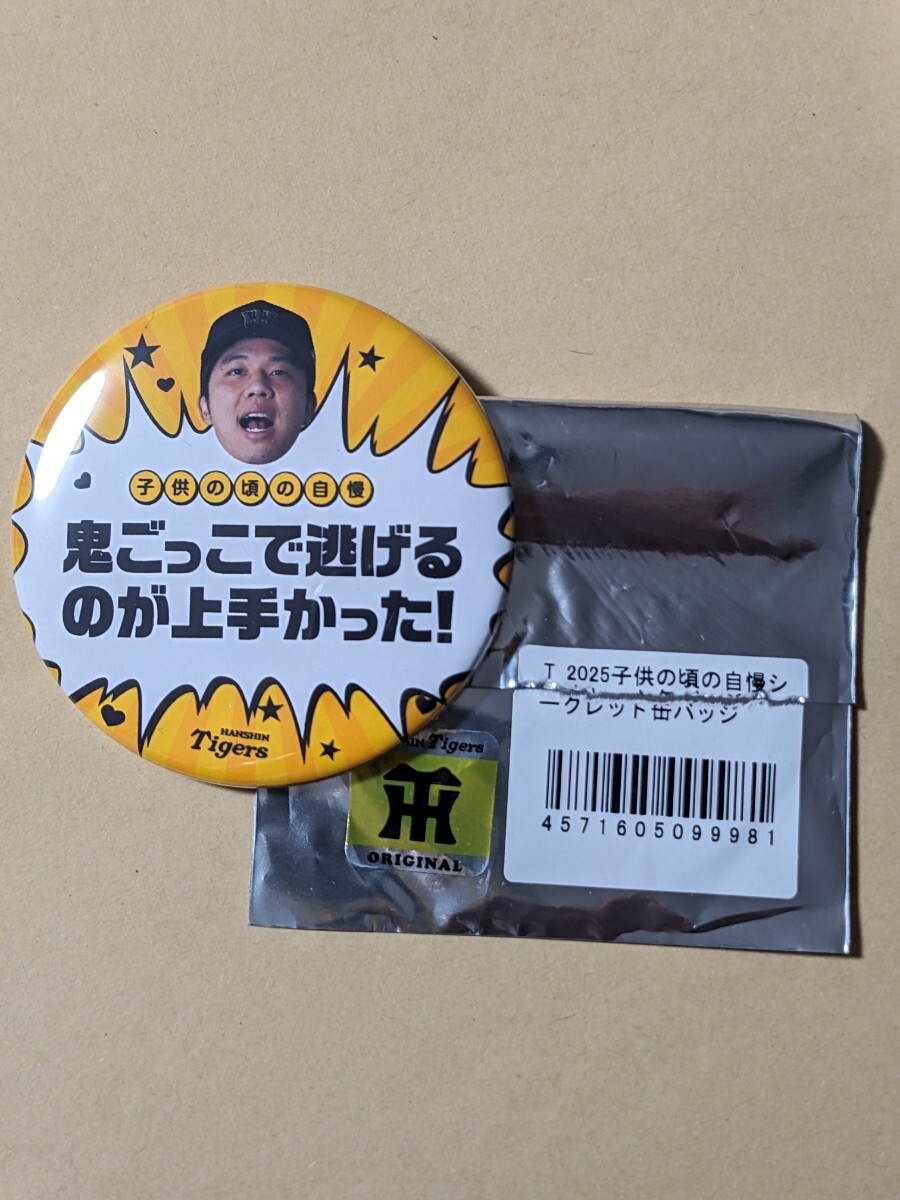 子供の頃の自慢
鬼ごっこで逃げる
のが上手かった!
HANSHIN
Tigers
T 2025子供の頃の自慢シ
ークレット缶バッジ
4571605099981
Tigers
TH
ORIGINAL